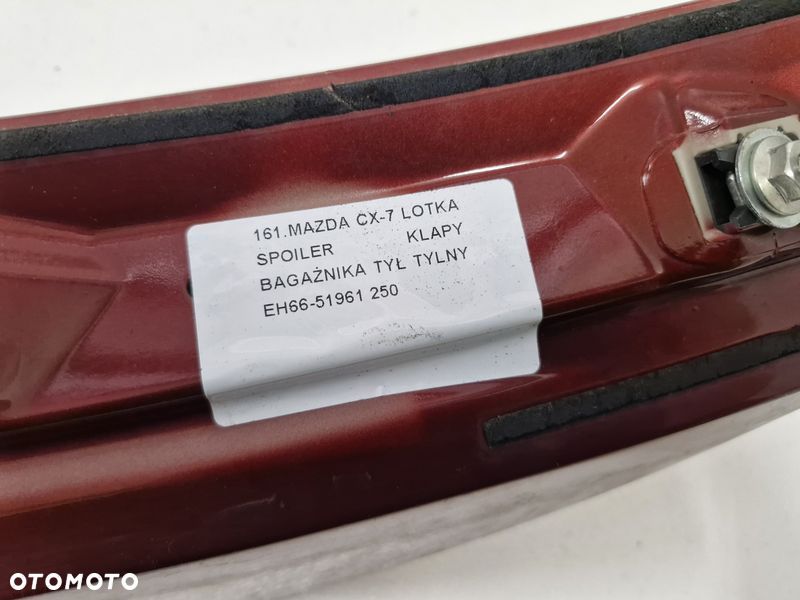 161.MAZDA CX-7 LOTKA
SPOILER KLAPY
BAGAŻNIKA TYŁ TYLNY
EH66-51961 250
OTOMOTO